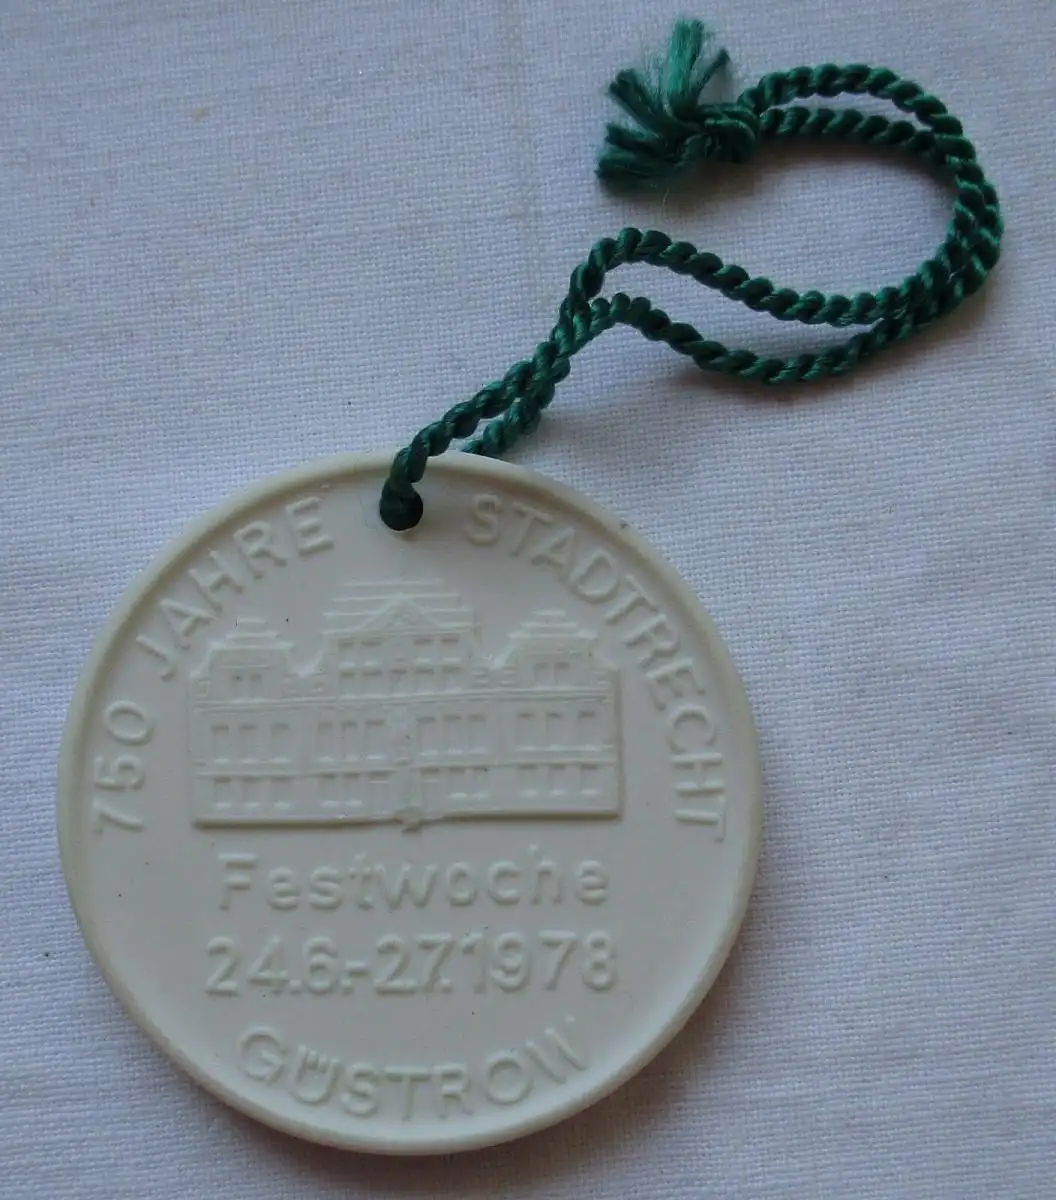 750 JAHRE STADTRECHT
Festwoche
24.6.-2.7.1978
GÜSTROW